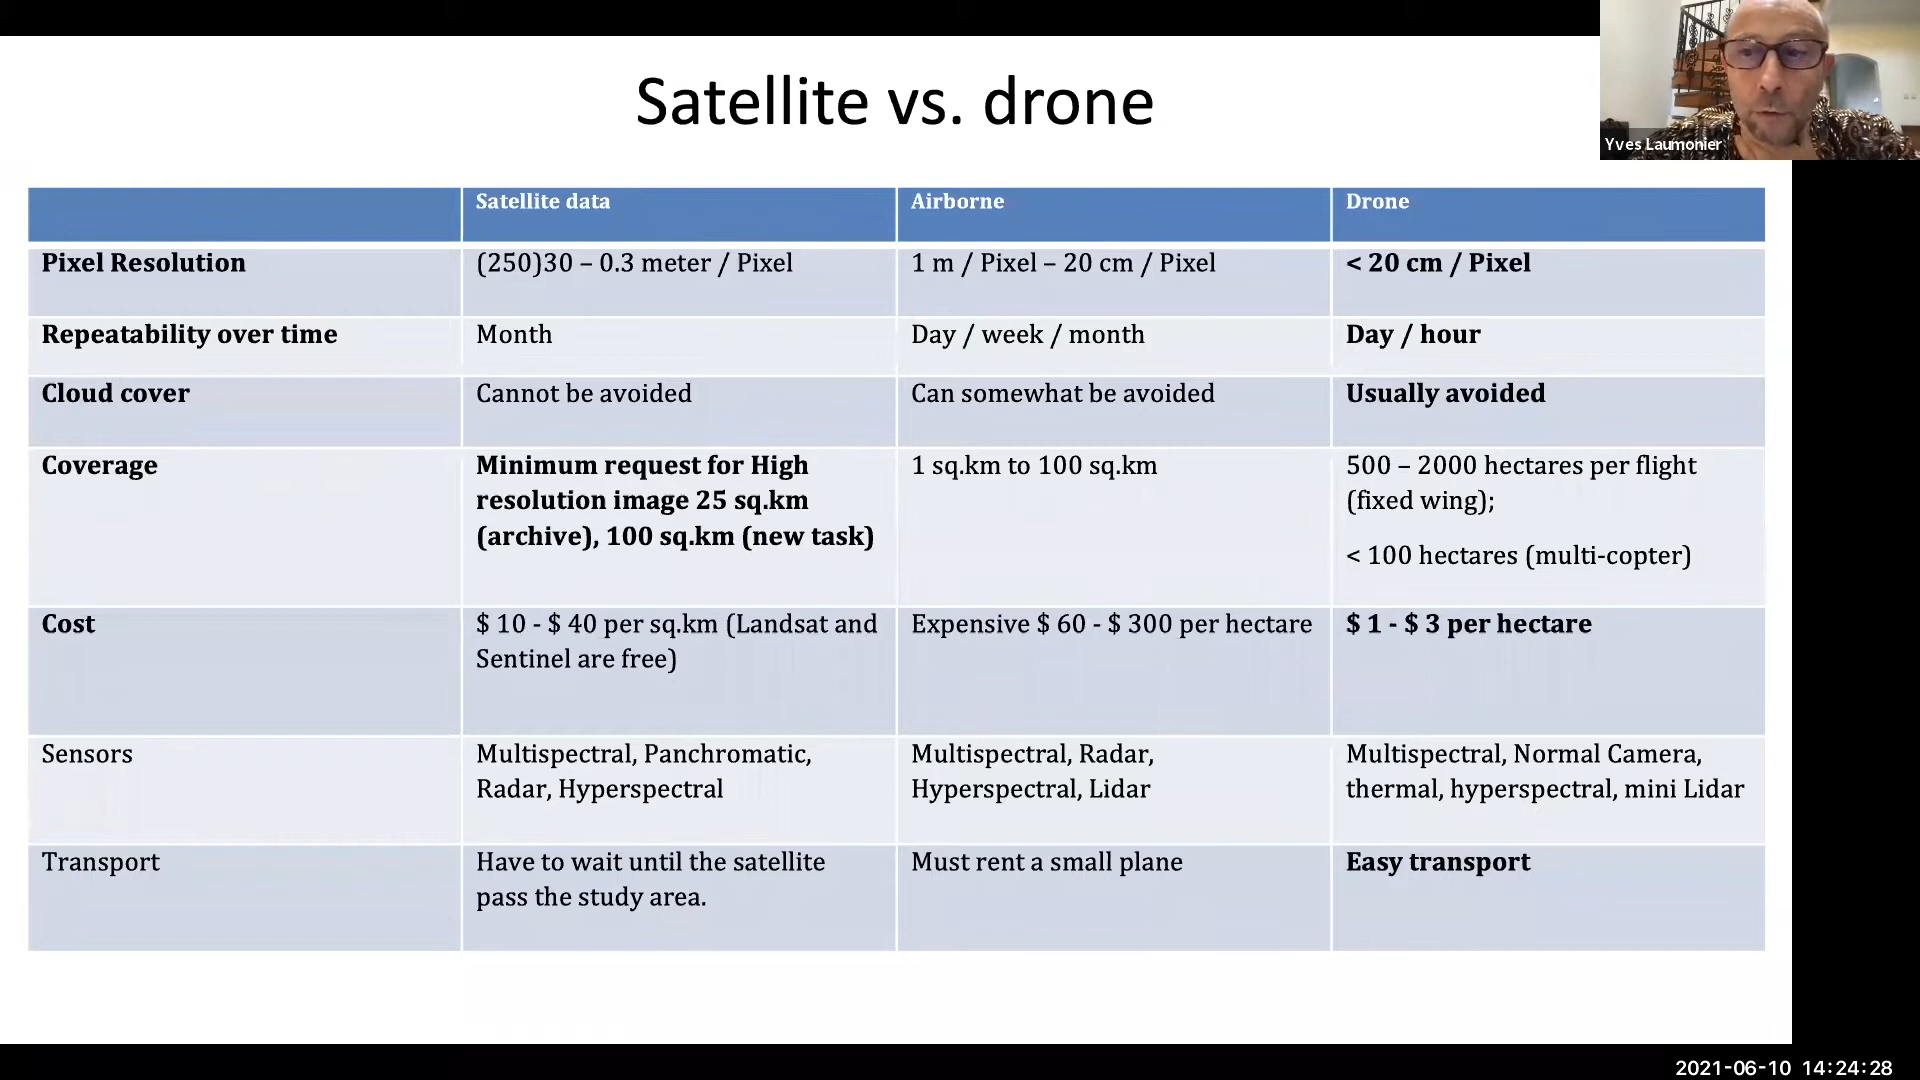 Satellite vs. drone
Yves Laumonier
Satellite data
Airborne
Drone
Pixel Resolution
(250)30 – 0.3 meter / Pixel
1 m / Pixel – 20 cm / Pixel
< 20 cm / Pixel
Repeatability over time
Month
Day / week / month
Day / hour
Cloud cover
Cannot be avoided
Can somewhat be avoided
Usually avoided
Coverage
Minimum request for High
resolution image 25 sq.km
(archive), 100 sq.km (new task)
1 sq.km to 100 sq.km
500 – 2000 hectares per flight
(fixed wing);
< 100 hectares (multi-copter)
Cost
$ 10 - $ 40 per sq.km (Landsat and
Sentinel are free)
Expensive $ 60 - $ 300 per hectare
$ 1 - $ 3 per hectare
Sensors
Multispectral, Panchromatic,
Radar, Hyperspectral
Multispectral, Radar,
Hyperspectral, Lidar
Multispectral, Normal Camera,
thermal, hyperspectral, mini Lidar
Transport
Have to wait until the satellite
pass the study area.
Must rent a small plane
Easy transport
2021-06-10 14:24:28